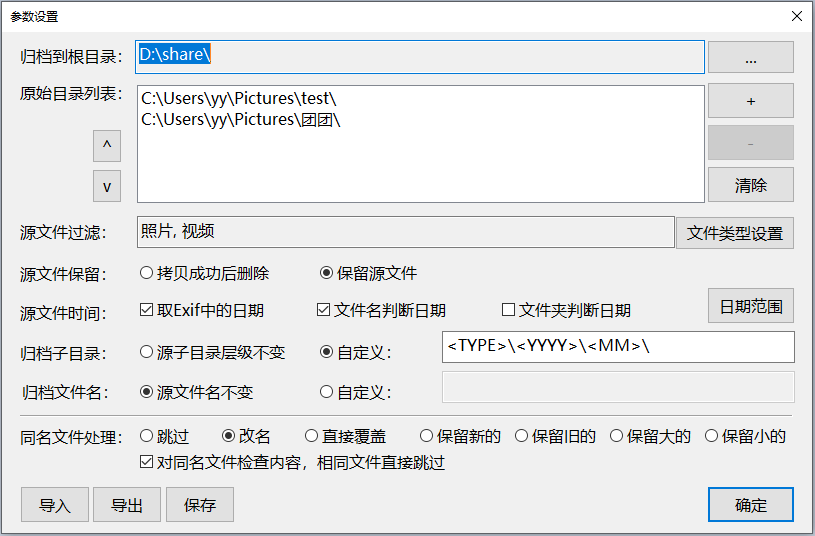 参数设置
归档到根目录： D:\share\ ...
原始目录列表： C:\Users\yy\Pictures\test\ +
C:\Users\yy\Pictures\团团\
^ -
v 清除
源文件过滤： 照片, 视频 文件类型设置
源文件保留： 拷贝成功后删除 保留源文件
源文件时间： 取Exif中的日期 文件名判断日期 文件夹判断日期 日期范围
归档子目录： 源子目录层级不变 自定义： <TYPE>\<YYYY>\<MM>\
归档文件名： 源文件名不变 自定义：
同名文件处理： 跳过 改名 直接覆盖 保留新的 保留旧的 保留大的 保留小的
对同名文件检查内容，相同文件直接跳过
导入 导出 保存 确定